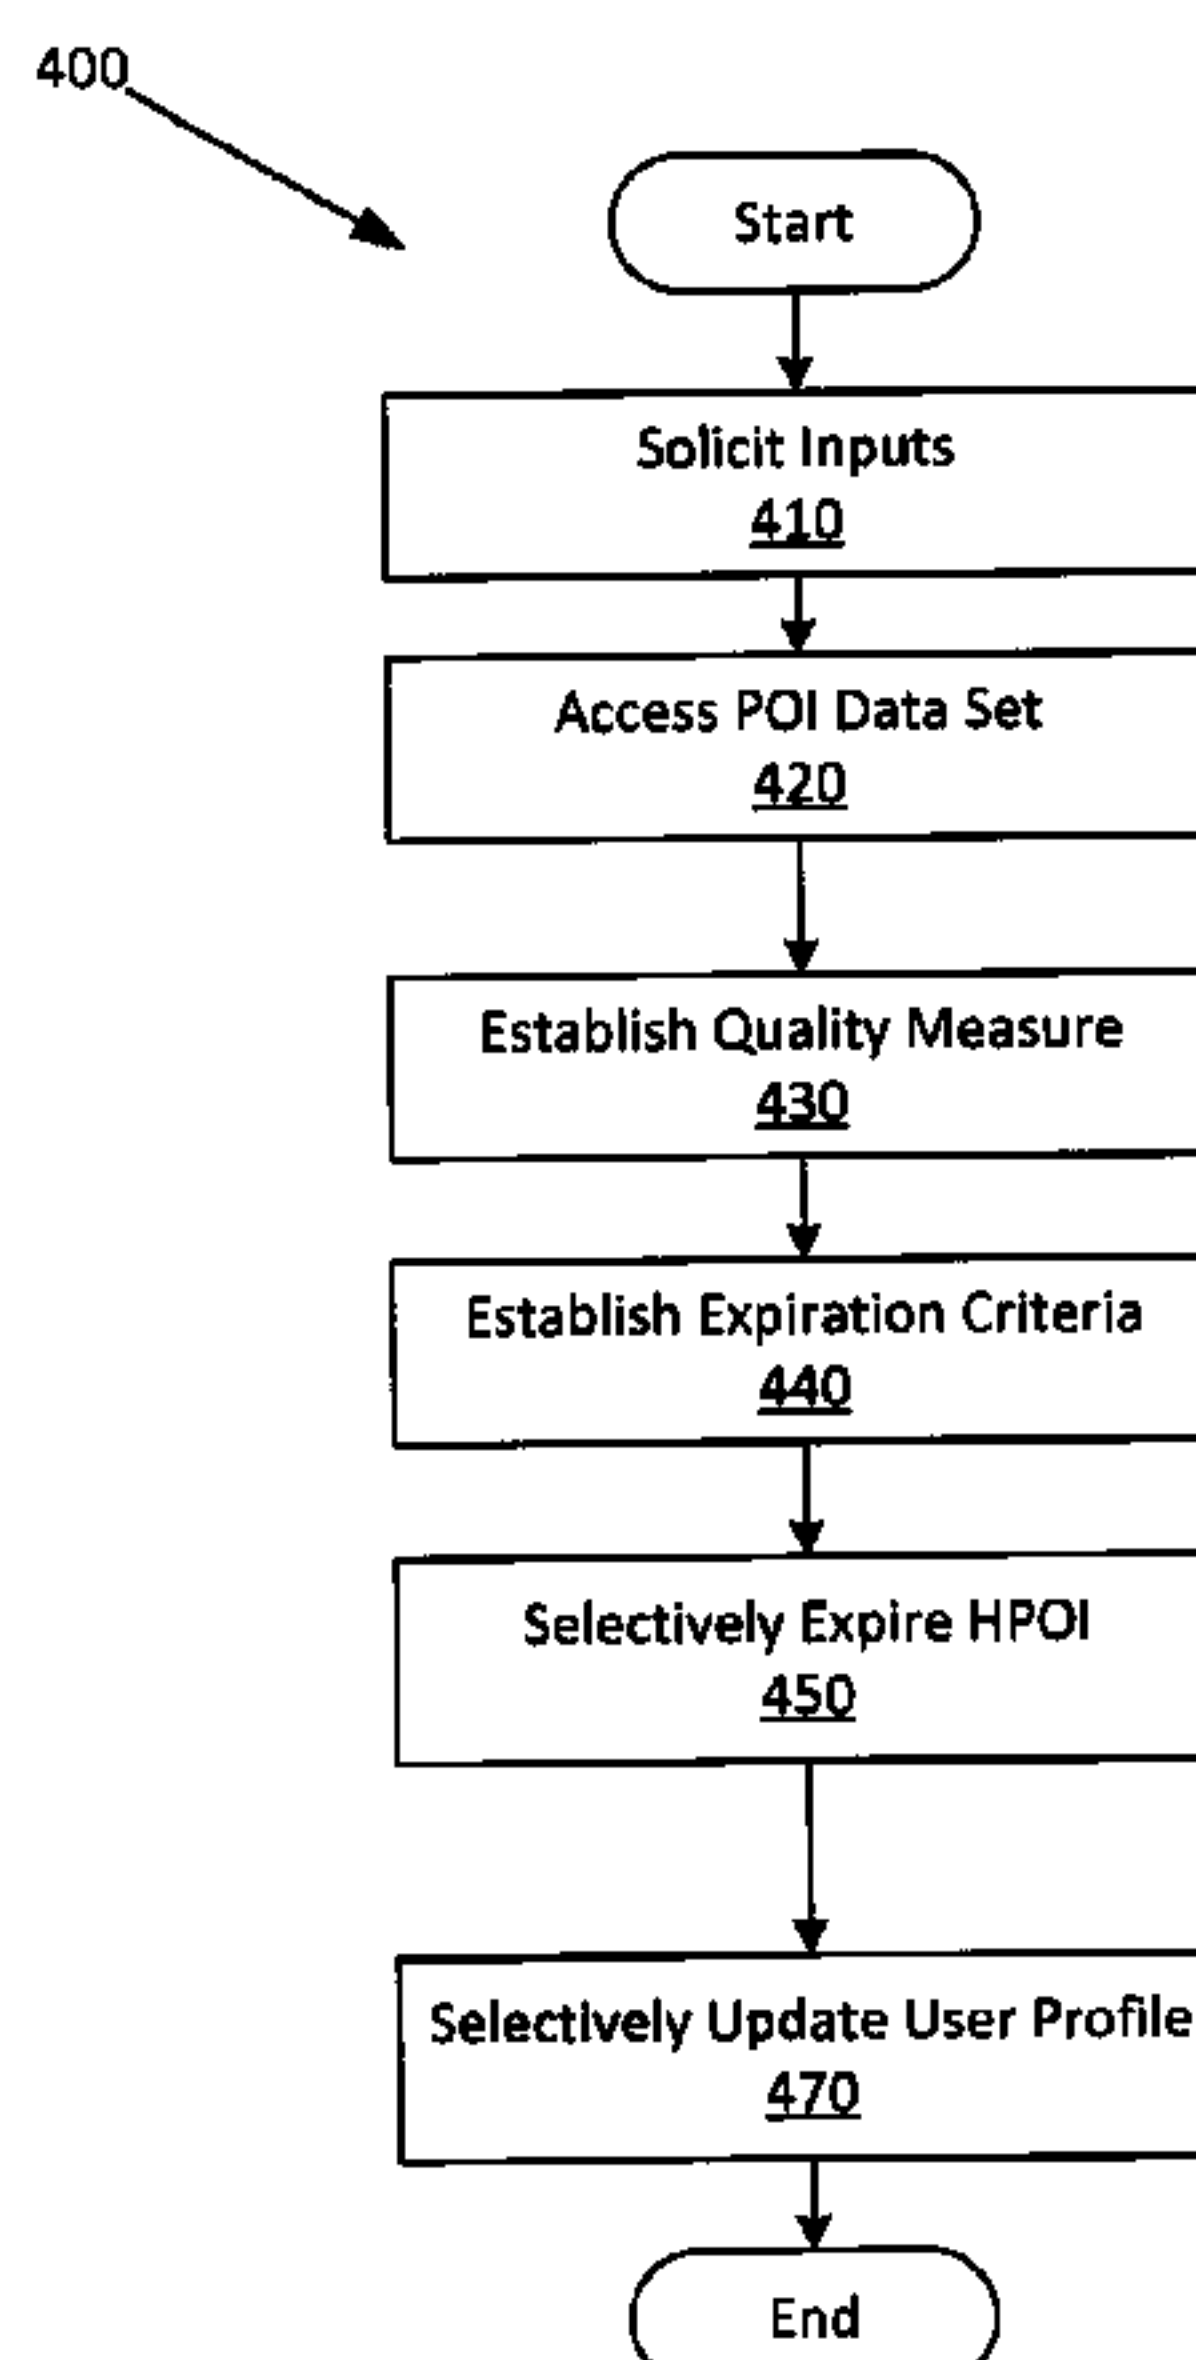 400
Start
Solicit Inputs
410
Access POI Data Set
420
Establish Quality Measure
430
Establish Expiration Criteria
440
Selectively Expire HPOI
450
Selectively Update User Profile
470
End